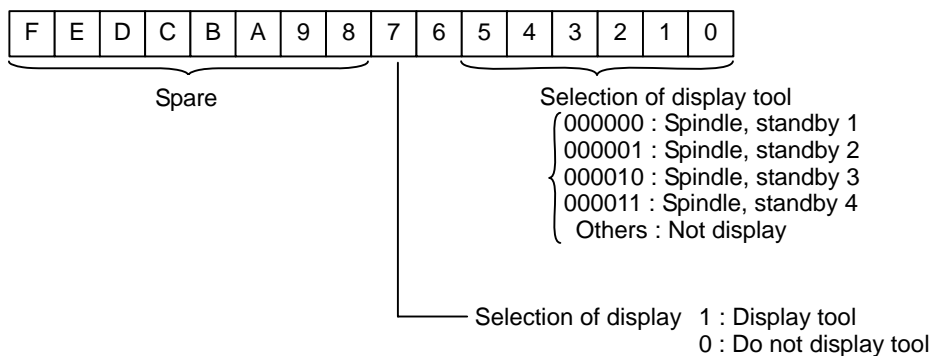 F E D C B A 9 8 7 6 5 4 3 2 1 0
Spare
Selection of display tool
000000 : Spindle, standby 1
000001 : Spindle, standby 2
000010 : Spindle, standby 3
000011 : Spindle, standby 4
Others : Not display
Selection of display 1 : Display tool
0 : Do not display tool